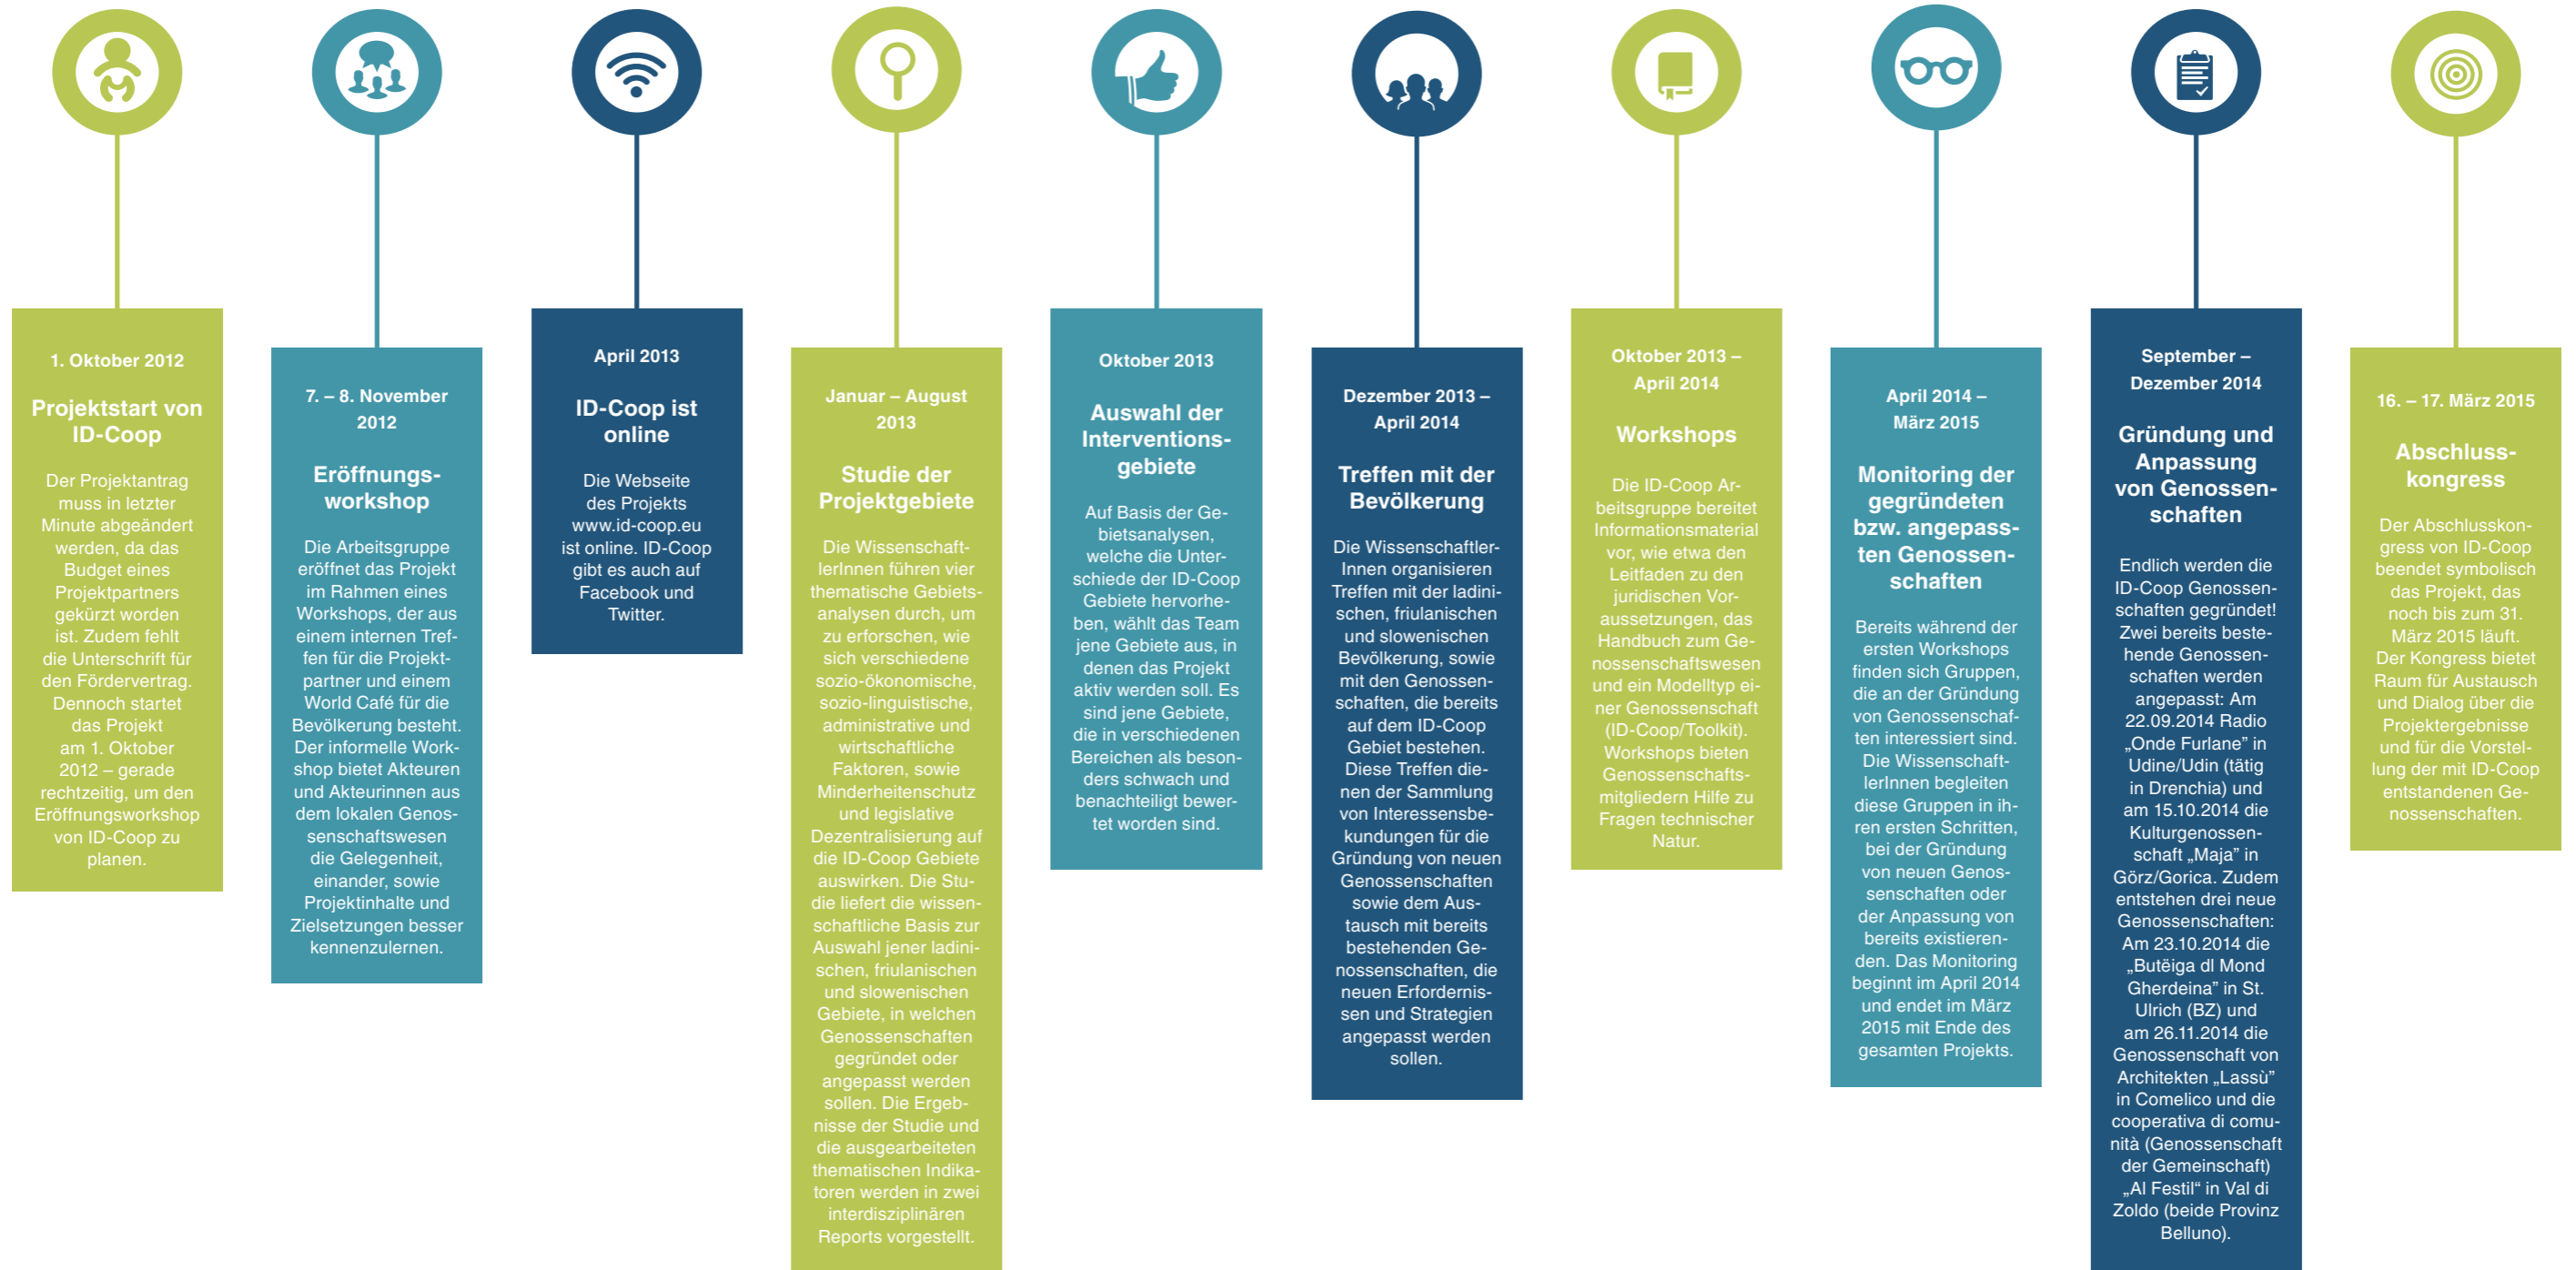 1. Oktober 2012
Projektstart von
ID-Coop
Der Projektantrag
muss in letzter
Minute abgeändert
werden, da das
Budget eines
Projektpartners
gekürzt worden
ist. Zudem fehlt
die Unterschrift für
den Fördervertrag.
Dennoch startet
das Projekt
am 1. Oktober
2012 – gerade
rechtzeitig, um den
Eröffnungsworkshop
von ID-Coop zu
planen.
7. – 8. November
2012
Eröffnungs-
workshop
Die Arbeitsgruppe
eröffnet das Projekt
im Rahmen eines
Workshops, der aus
einem internen Tref-
fen für die Projekt-
partner und einem
World Café für die
Bevölkerung besteht.
Der informelle Work-
shop bietet Akteuren
und Akteurinnen aus
dem lokalen Genos-
senschaftswesen
die Gelegenheit,
einander, sowie
Projektinhalte und
Zielsetzungen besser
kennenzulernen.
April 2013
ID-Coop ist
online
Die Webseite
des Projekts
www.id-coop.eu
ist online. ID-Coop
gibt es auch auf
Facebook und
Twitter.
Januar – August
2013
Studie der
Projektgebiete
Die Wissenschaft-
lerInnen führen vier
thematische Gebiets-
analysen durch, um
zu erforschen, wie
sich verschiedene
sozio-ökonomische,
sozio-linguistische,
administrative und
wirtschaftliche
Faktoren, sowie
Minderheitenschutz
und legislative
Dezentralisierung auf
die ID-Coop Gebiete
auswirken. Die Stu-
die liefert die wissen-
schaftliche Basis zur
Auswahl jener ladini-
schen, friulanischen
und slowenischen
Gebiete, in welchen
Genossenschaften
gegründet oder
angepasst werden
sollen. Die Ergeb-
nisse der Studie und
die ausgearbeiteten
thematischen Indika-
toren werden in zwei
interdisziplinären
Reports vorgestellt.
Oktober 2013
Auswahl der
Interventions-
gebiete
Auf Basis der Ge-
bietsanalysen,
welche die Unter-
schiede der ID-Coop
Gebiete hervorhe-
ben, wählt das Team
jene Gebiete aus, in
denen das Projekt
aktiv werden soll. Es
sind jene Gebiete,
die in verschiedenen
Bereichen als beson-
ders schwach und
benachteiligt bewer-
tet worden sind.
Dezember 2013 –
April 2014
Treffen mit der
Bevölkerung
Die Wissenschaftler-
Innen organisieren
Treffen mit der ladini-
schen, friulanischen
und slowenischen
Bevölkerung, sowie
mit den Genossen-
schaften, die bereits
auf dem ID-Coop
Gebiet bestehen.
Diese Treffen die-
nen der Sammlung
von Interessensbe-
kundungen für die
Gründung von neuen
Genossenschaften
sowie dem Aus-
tausch mit bereits
bestehenden Ge-
nossenschaften, die
neuen Erfordernis-
sen und Strategien
angepasst werden
sollen.
Oktober 2013 –
April 2014
Workshops
Die ID-Coop Ar-
beitsgruppe bereitet
Informationsmaterial
vor, wie etwa den
Leitfaden zu den
juridischen Vor-
aussetzungen, das
Handbuch zum Ge-
nossenschaftswesen
und ein Modelltyp ei-
ner Genossenschaft
(ID-Coop/Toolkit).
Workshops bieten
Genossenschafts-
mitgliedern Hilfe zu
Fragen technischer
Natur.
April 2014 –
März 2015
Monitoring der
gegründeten
bzw. angepass-
ten Genossen-
schaften
Bereits während der
ersten Workshops
finden sich Gruppen,
die an der Gründung
von Genossenschaf-
ten interessiert sind.
Die Wissenschaft-
lerInnen begleiten
diese Gruppen in ih-
ren ersten Schritten,
bei der Gründung
von neuen Genos-
senschaften oder
der Anpassung von
bereits existieren-
den. Das Monitoring
beginnt im April 2014
und endet im März
2015 mit Ende des
gesamten Projekts.
September –
Dezember 2014
Gründung und
Anpassung
von Genossen-
schaften
Endlich werden die
ID-Coop Genossen-
schaften gegründet!
Zwei bereits beste-
hende Genossen-
schaften werden
angepasst: Am
22.09.2014 Radio
„Onde Furlane” in
Udine/Udin (tätig
in Drenchia) und
am 15.10.2014 die
Kulturgenossen-
schaft „Maja” in
Görz/Gorica. Zudem
entstehen drei neue
Genossenschaften:
Am 23.10.2014 die
„Butëiga dl Mond
Gherdeina” in St.
Ulrich (BZ) und
am 26.11.2014 die
Genossenschaft von
Architekten „Lassù”
in Comelico und die
cooperativa di comu-
nità (Genossenschaft
der Gemeinschaft)
„Al Festil“ in Val di
Zoldo (beide Provinz
Belluno).
16. – 17. März 2015
Abschluss-
kongress
Der Abschlusskon-
gress von ID-Coop
beendet symbolisch
das Projekt, das
noch bis zum 31.
März 2015 läuft.
Der Kongress bietet
Raum für Austausch
und Dialog über die
Projektergebnisse
und für die Vorstel-
lung der mit ID-Coop
entstandenen Ge-
nossenschaften.